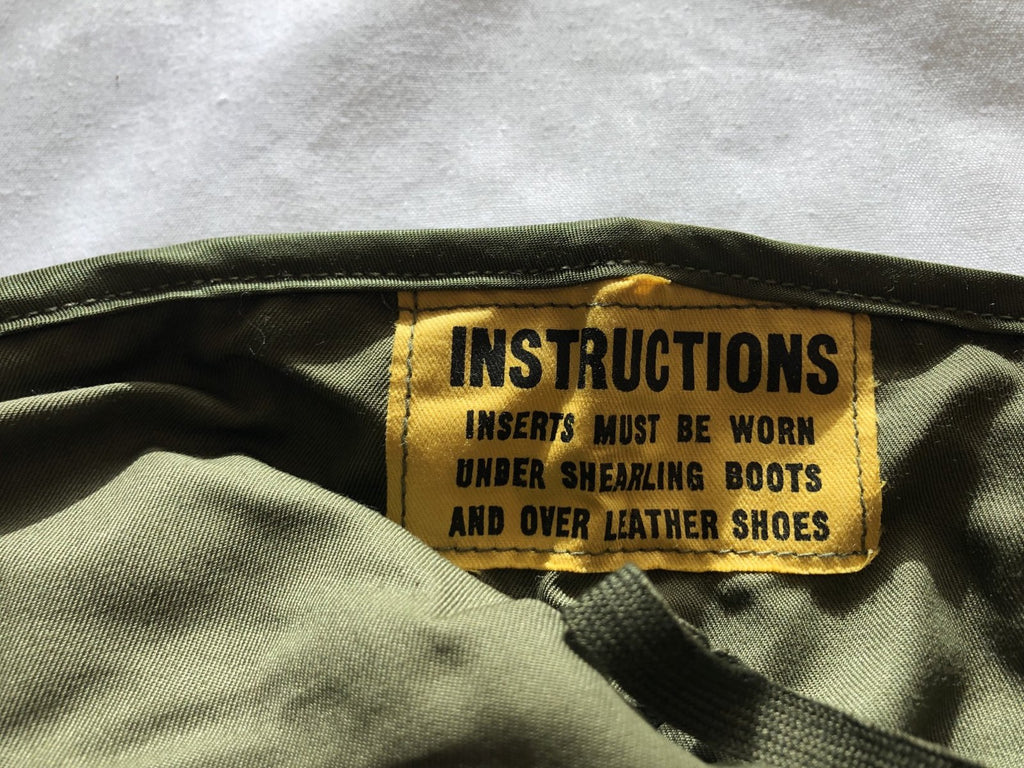 INSTRUCTIONS
INSERTS MUST BE WORN
UNDER SHEARLING BOOTS
AND OVER LEATHER SHOES